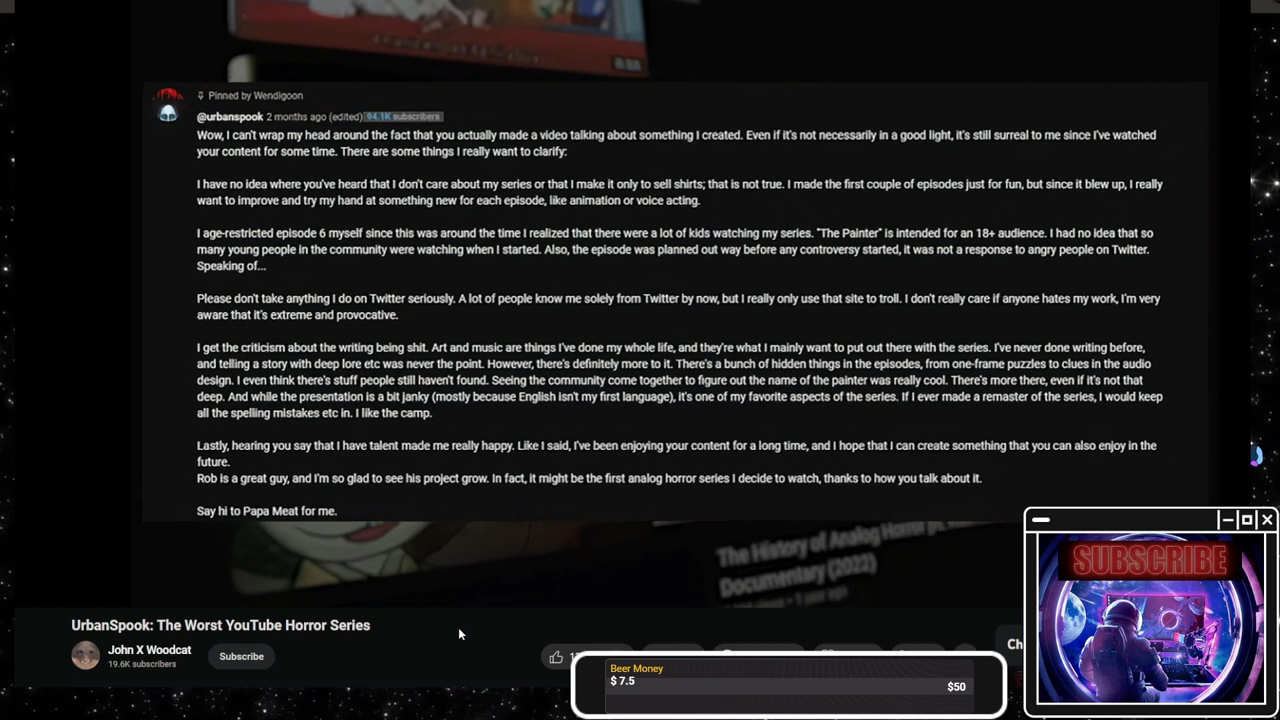 Pinned by Wendigoon
@urbanspook 2 months ago (edited) 94.1K subscribers
Wow, I can't wrap my head around the fact that you actually made a video talking about something I created. Even if it's not necessarily in a good light, it's still surreal to me since I've watched
your content for some time. There are some things I really want to clarify:
I have no idea where you've heard that I don't care about my series or that I make it only to sell shirts; that is not true. I made the first couple of episodes just for fun, but since it blew up, I really
want to improve and try my hand at something new for each episode, like animation or voice acting.
I age-restricted episode 6 myself since this was around the time I realized that there were a lot of kids watching my series. "The Painter" is intended for an 18+ audience. I had no idea that so
many young people in the community were watching when I started. Also, the episode was planned out way before any controversy started, it was not a response to angry people on Twitter.
Speaking of...
Please don't take anything I do on Twitter seriously. A lot of people know me solely from Twitter by now, but I really only use that site to troll. I don't really care if anyone hates my work, I'm very
aware that it's extreme and provocative.
I get the criticism about the writing being shit. Art and music are things I've done my whole life, and they're what I mainly want to put out there with the series. I've never done writing before,
and telling a story with deep lore etc was never the point. However, there's definitely more to it. There's a bunch of hidden things in the episodes, from one-frame puzzles to clues in the audio
design. I even think there's stuff people still haven't found. Seeing the community come together to figure out the name of the painter was really cool. There's more there, even if it's not that
deep. And while the presentation is a bit janky (mostly because English isn't my first language), it's one of my favorite aspects of the series. If I ever made a remaster of the series, I would keep
all the spelling mistakes etc in. I like the camp.
Lastly, hearing you say that I have talent made me really happy. Like I said, I've been enjoying your content for a long time, and I hope that I can create something that you can also enjoy in the
future.
Rob is a great guy, and I'm so glad to see his project grow. In fact, it might be the first analog horror series I decide to watch, thanks to how you talk about it.
Say hi to Papa Meat for me.
The History of Analog Horror
Documentary (2022)
SUBSCRIBE
UrbanSpook: The Worst YouTube Horror Series
John X Woodcat
19.6K subscribers
Subscribe
Ch
Beer Money
$ 7.5
$50